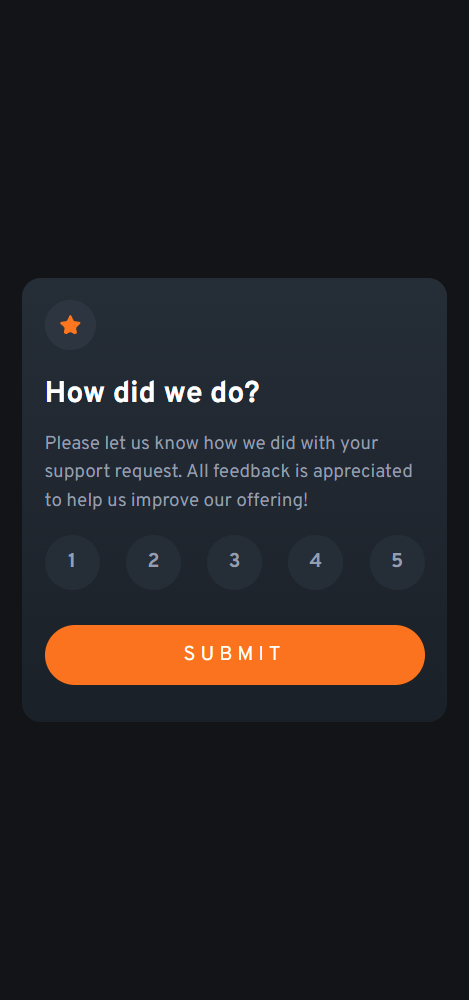 How did we do?
Please let us know how we did with your
support request. All feedback is appreciated
to help us improve our offering!
1 2 3 4 5
SUBMIT